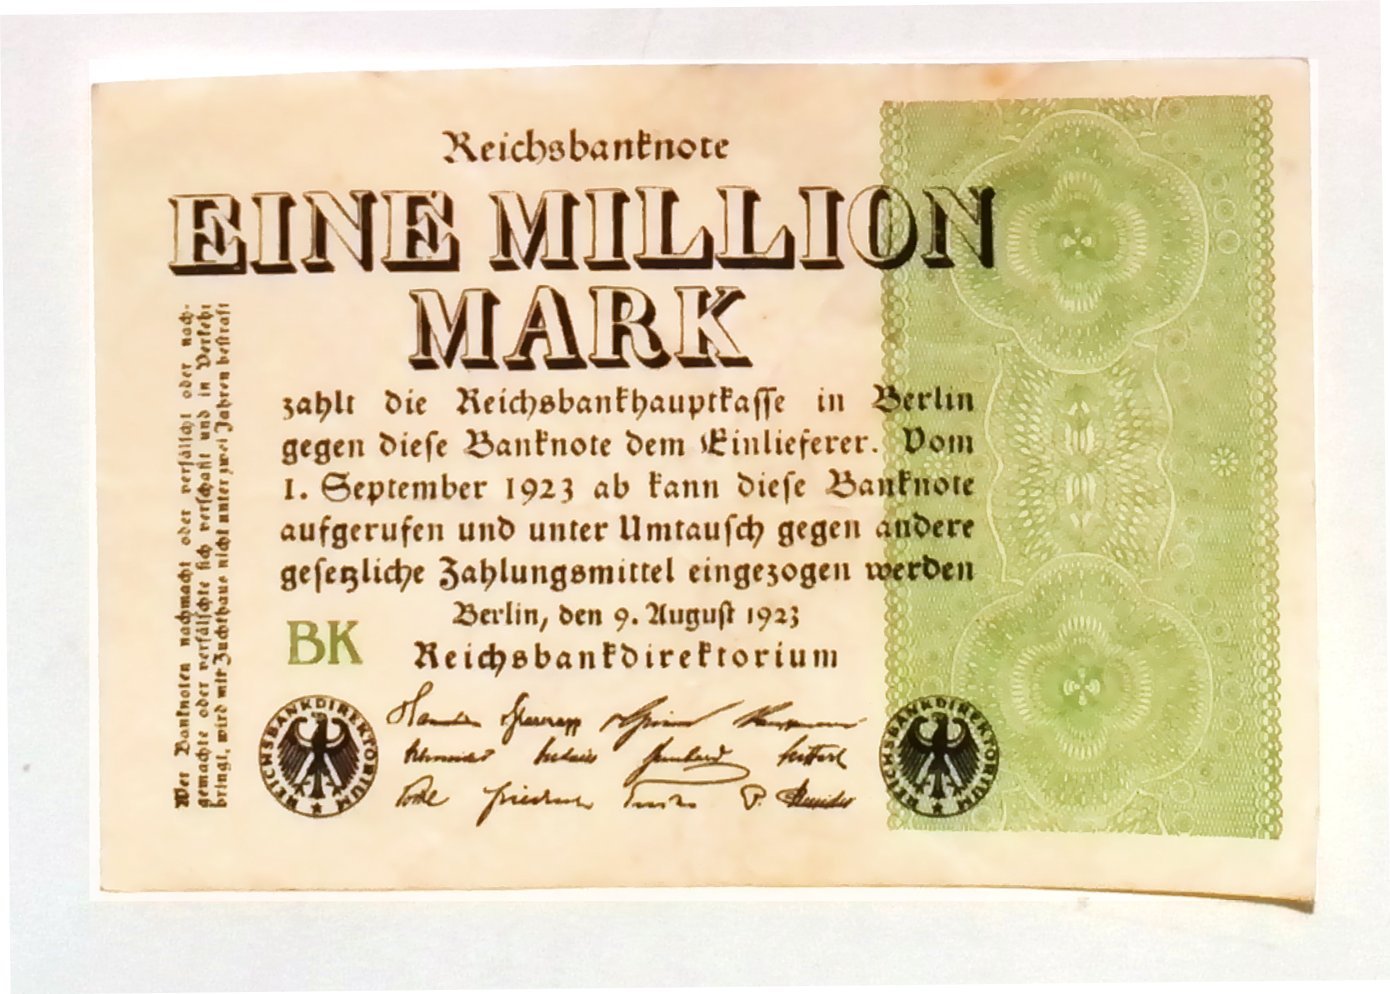 Reichsbanknote
EINE MILLION
MARK
zahlt die Reichsbankhauptkasse in Berlin
gegen diese Banknote dem Einlieferer. Vom
1. September 1923 ab kann diese Banknote
aufgerufen und unter Umtausch gegen andere
gesetzliche Zahlungsmittel eingezogen werden
Berlin, den 9. August 1923
Reichsbankdirektorium
BK
REICHSBANKDIREKTORIUM
REICHSBANKDIREKTORIUM
Wer Banknoten nachmacht oder verfälscht oder nach-
gemachte oder verfälschte sich verschafft und in Verkehr
bringt, wird mit Zuchthaus nicht unter zwei Jahren bestraft